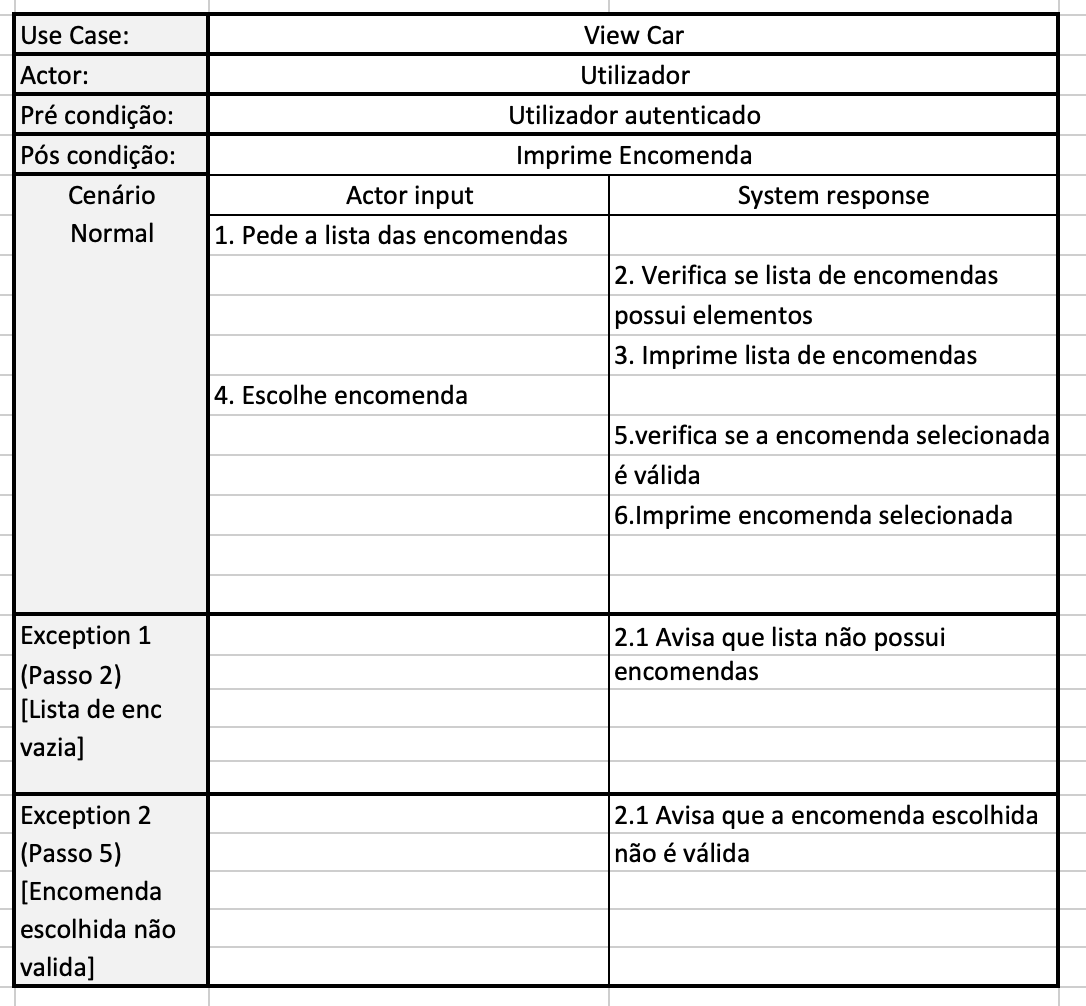 Use Case:
View Car
Actor:
Utilizador
Pré condição:
Utilizador autenticado
Pós condição:
Imprime Encomenda
Cenário
Normal
Actor input
System response
1. Pede a lista das encomendas
2. Verifica se lista de encomendas
possui elementos
3. Imprime lista de encomendas
4. Escolhe encomenda
5.verifica se a encomenda selecionada
é válida
6.Imprime encomenda selecionada
Exception 1
(Passo 2)
[Lista de enc
vazia]
2.1 Avisa que lista não possui
encomendas
Exception 2
(Passo 5)
[Encomenda
escolhida não
valida]
2.1 Avisa que a encomenda escolhida
não é válida